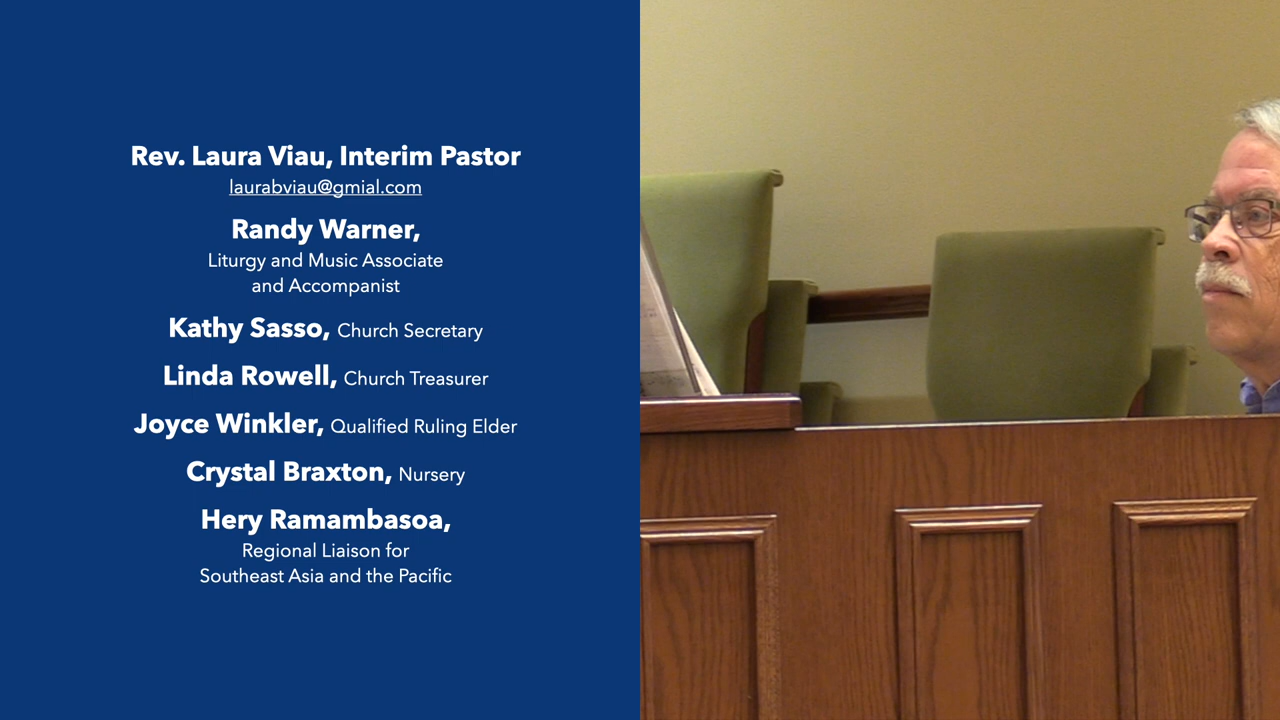 Rev. Laura Viau, Interim Pastor
laurabviau@gmial.com
Randy Warner,
Liturgy and Music Associate
and Accompanist
Kathy Sasso, Church Secretary
Linda Rowell, Church Treasurer
Joyce Winkler, Qualified Ruling Elder
Crystal Braxton, Nursery
Hery Ramambasoa,
Regional Liaison for
Southeast Asia and the Pacific